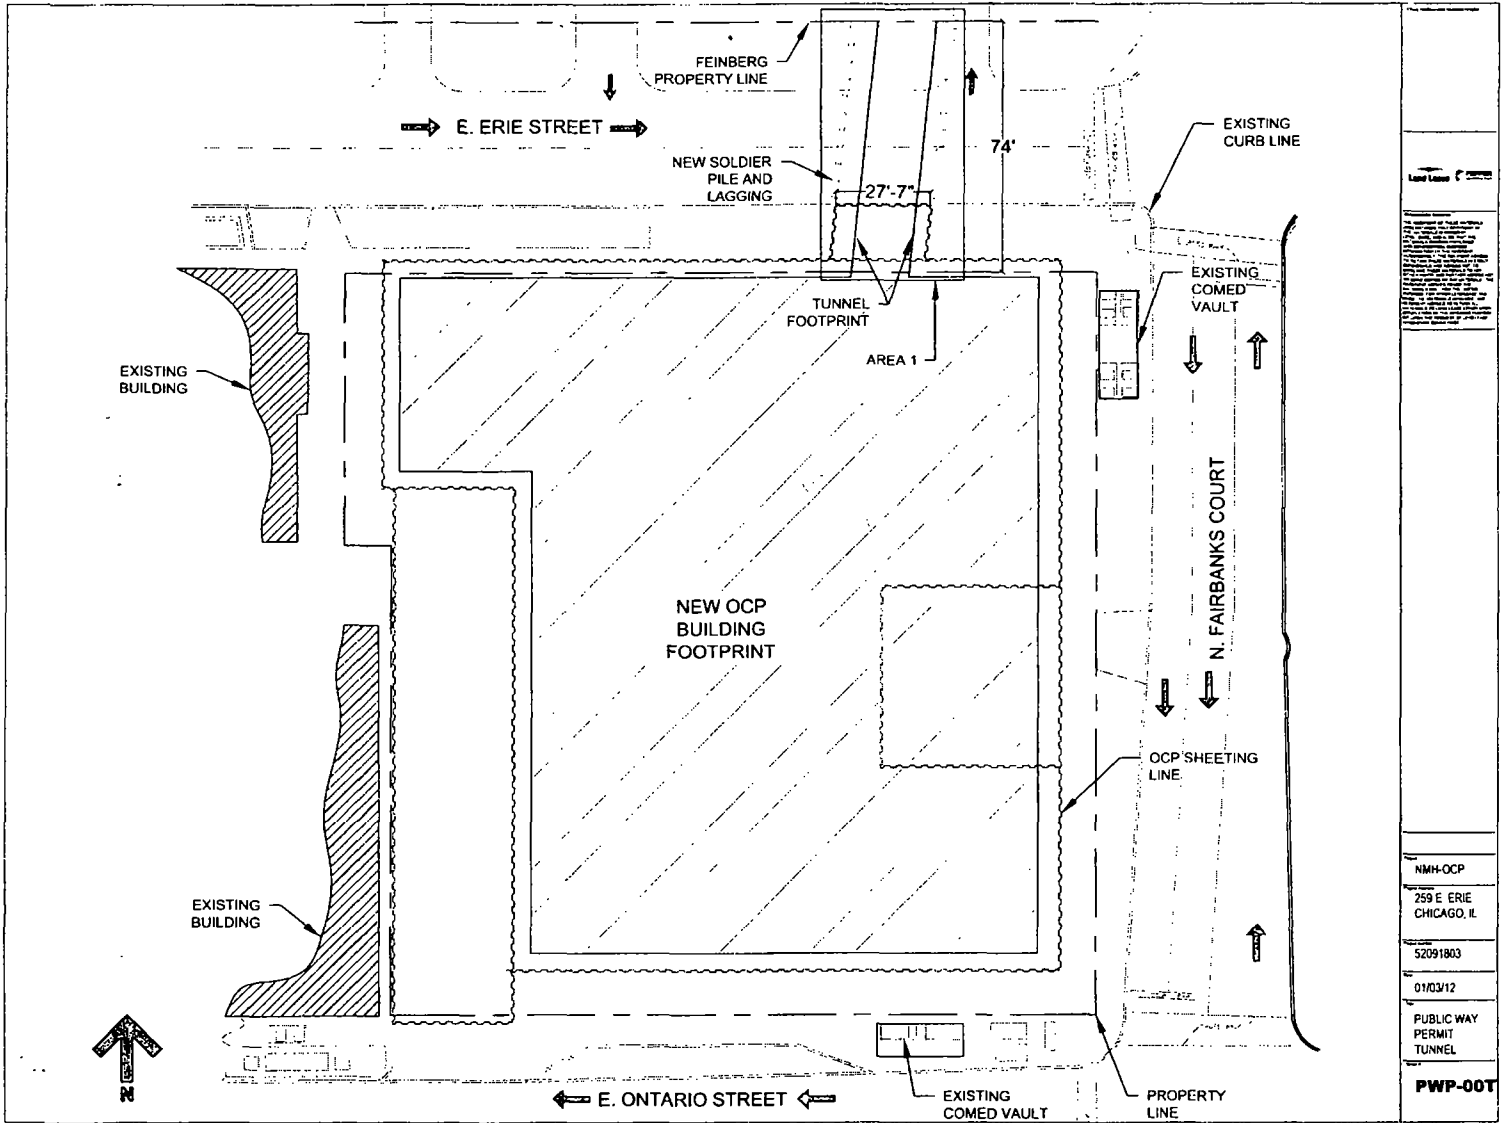 FEINBERG
PROPERTY LINE
E. ERIE STREET
NEW SOLDIER
PILE AND
LAGGING
27'-7"
74'
EXISTING
CURB LINE
EXISTING
COMED
VAULT
TUNNEL
FOOTPRINT
AREA 1
EXISTING
BUILDING
N. FAIRBANKS COURT
NEW OCP
BUILDING
FOOTPRINT
OCP SHEETING
LINE
EXISTING
BUILDING
N
E. ONTARIO STREET
EXISTING
COMED VAULT
PROPERTY
LINE
Lend Lease
NMH-OCP
259 E ERIE
CHICAGO, IL
52091803
01/03/12
PUBLIC WAY
PERMIT
TUNNEL
PWP-00T